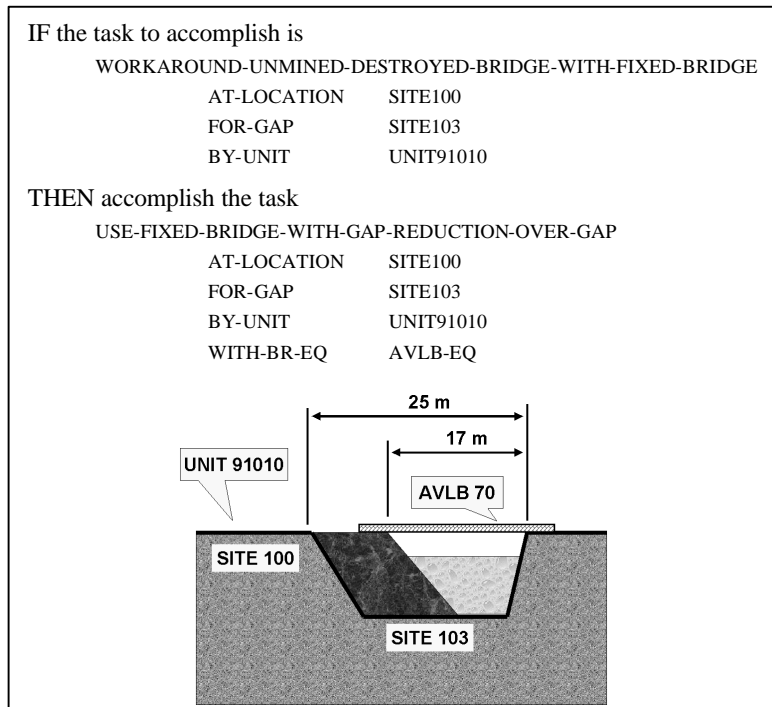 IF the task to accomplish is
WORKAROUND-UNMINED-DESTROYED-BRIDGE-WITH-FIXED-BRIDGE
AT-LOCATION SITE100
FOR-GAP SITE103
BY-UNIT UNIT91010
THEN accomplish the task
USE-FIXED-BRIDGE-WITH-GAP-REDUCTION-OVER-GAP
AT-LOCATION SITE100
FOR-GAP SITE103
BY-UNIT UNIT91010
WITH-BR-EQ AVLB-EQ
25 m
17 m
UNIT 91010
AVLB 70
SITE 100
SITE 103